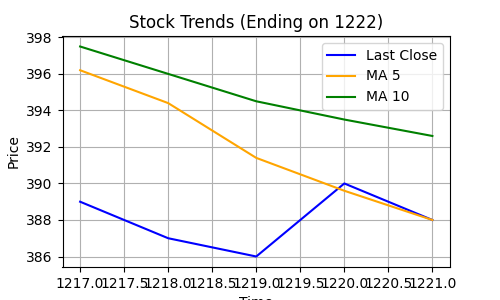 Stock Trends (Ending on 1222)
398
396
394
392
390
388
386
Price
Last Close
MA 5
MA 10
1217.0 1217.5 1218.0 1218.5 1219.0 1219.5 1220.0 1220.5 1221.0
Time